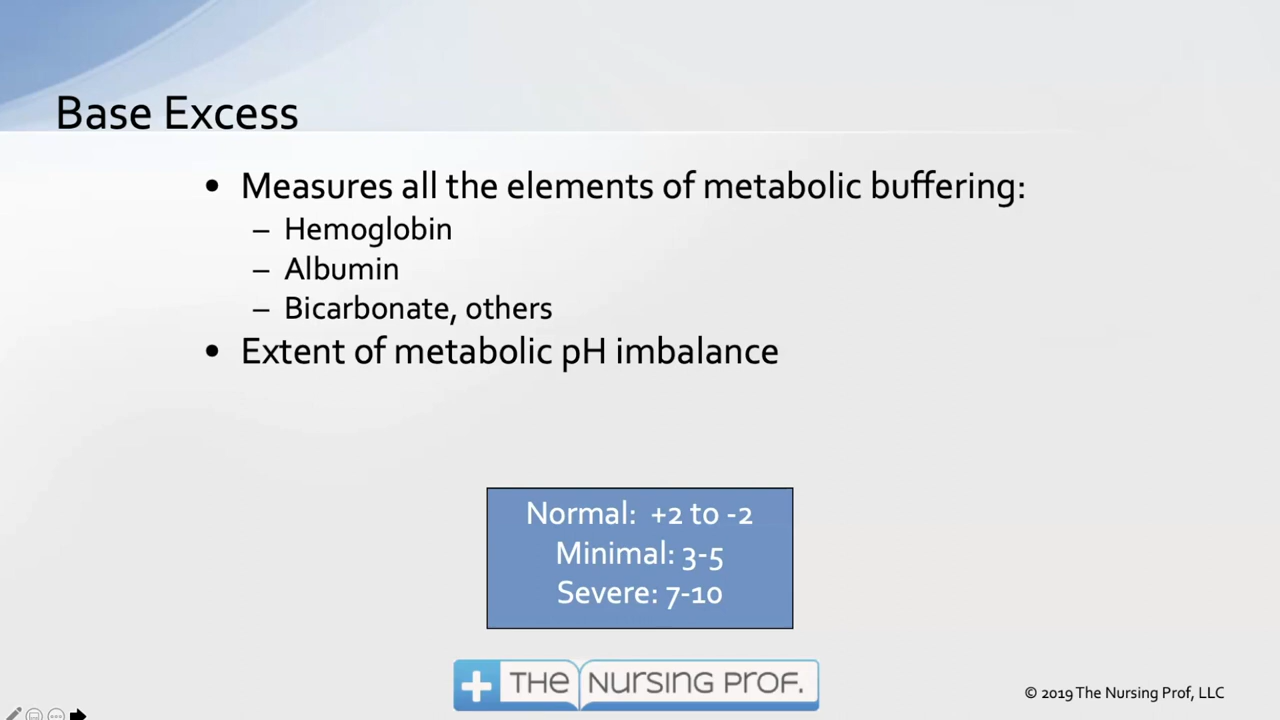 Base Excess
• Measures all the elements of metabolic buffering:
– Hemoglobin
– Albumin
– Bicarbonate, others
• Extent of metabolic pH imbalance
Normal: +2 to -2
Minimal: 3-5
Severe: 7-10
THE NURSING PROF.
© 2019 The Nursing Prof, LLC